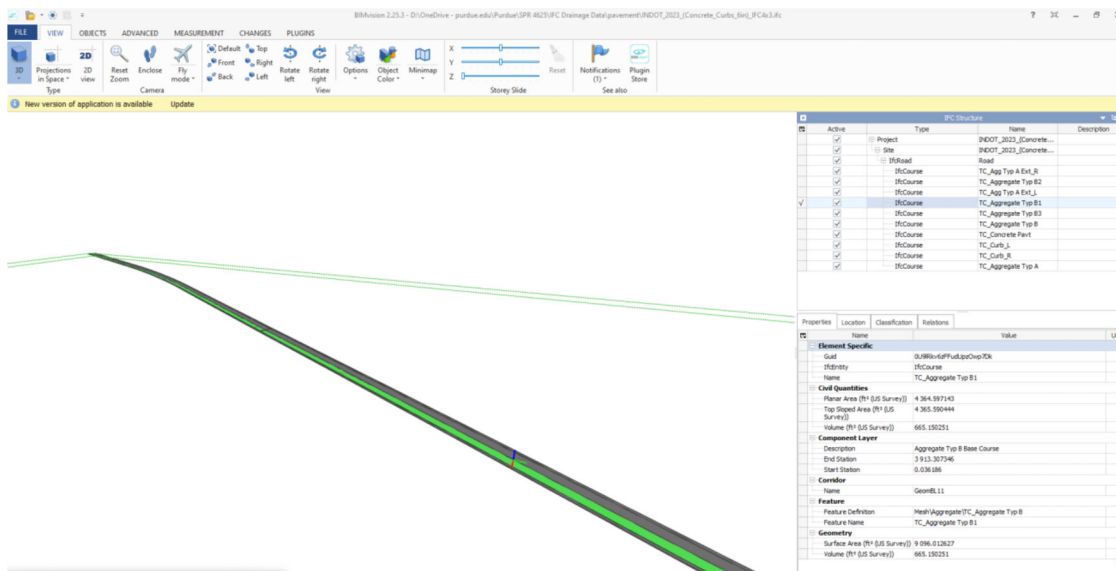 BIMvision 2.25.3 - D:\OneDrive - purdue.edu\Purdue\SPR 4625\IFC Drainage Data\pavement\INDOT_2023_(Concrete_Curbs_6in)_IFC4x3.ifc
FILE VIEW OBJECTS ADVANCED MEASUREMENT CHANGES PLUGINS
3D
Projections in Space
2D
2D view
Type
Reset Zoom
Enclose
Fly mode
Camera
Default Top
Front Right
Back Left
Rotate left
Rotate right
View
Options
Object Color
Minimap
X
Y
Z
Reset
Storey Slide
Notifications (1)
Plugin Store
See also
New version of application is available Update
IFC Structure
Active Type Name Description
Project INDOT_2023_(Concrete...
Site INDOT_2023_(Concrete...
IfcRoad Road
IfcCourse TC_Agg Typ A Ext_R
IfcCourse TC_Aggregate Typ B2
IfcCourse TC_Agg Typ A Ext_L
IfcCourse TC_Aggregate Typ B1
IfcCourse TC_Aggregate Typ B3
IfcCourse TC_Aggregate Typ B
IfcCourse TC_Concrete Pavt
IfcCourse TC_Curb_L
IfcCourse TC_Curb_R
IfcCourse TC_Aggregate Typ A
Properties Location Classification Relations
Name Value
Element Specific
Guid
IfcEntity IfcCourse
Name TC_Aggregate Typ B1
Civil Quantities
Planar Area (ft² (US Survey)) 4 364.597143
Top Sloped Area (ft² (US Survey)) 4 365.590444
Volume (ft³ (US Survey)) 665.150251
Component Layer
Description Aggregate Typ B Base Course
End Station 3 913.307346
Start Station 0.036186
Corridor
Name GeomBL11
Feature
Feature Definition Mesh\Aggregate\TC_Aggregate Typ B
Feature Name TC_Aggregate Typ B1
Geometry
Surface Area (ft² (US Survey)) 9 096.012627
Volume (ft³ (US Survey)) 665.150251